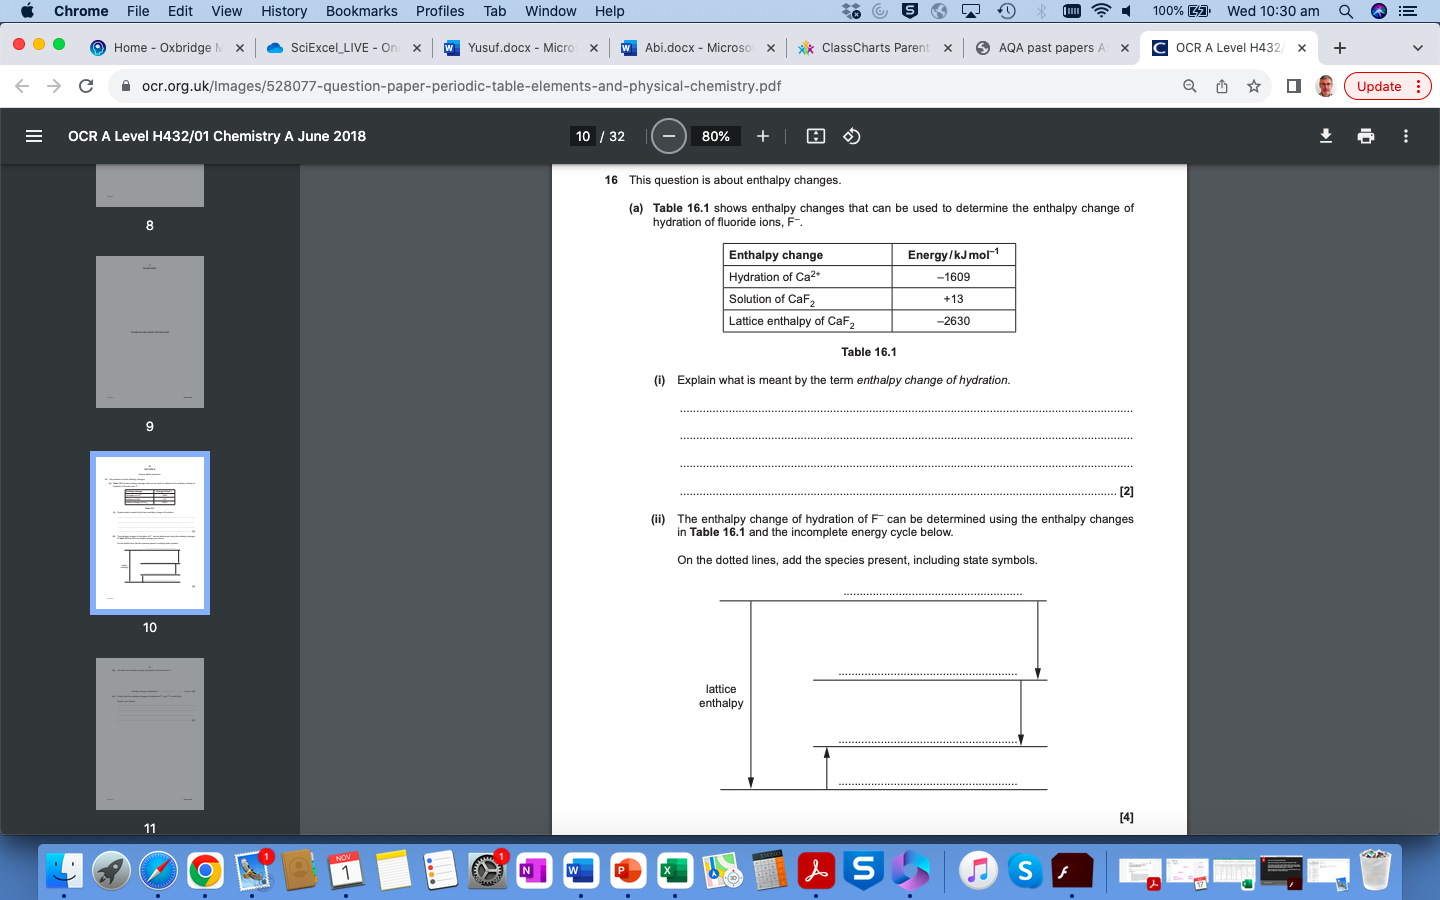 Chrome File Edit View History Bookmarks Profiles Tab Window Help 100% Wed 10:30 am
Home - Oxbridge M SciExcel_LIVE - On Yusuf.docx - Micro Abi.docx - Microso ClassCharts Parent AQA past papers A OCR A Level H432/
ocr.org.uk/Images/528077-question-paper-periodic-table-elements-and-physical-chemistry.pdf Update
OCR A Level H432/01 Chemistry A June 2018 10 / 32 80%
8
9
10
11
16 This question is about enthalpy changes.
(a) Table 16.1 shows enthalpy changes that can be used to determine the enthalpy change of
hydration of fluoride ions, F⁻.
Enthalpy change Energy/kJ mol⁻¹
Hydration of Ca²⁺ –1609
Solution of CaF₂ +13
Lattice enthalpy of CaF₂ –2630
Table 16.1
(i) Explain what is meant by the term enthalpy change of hydration.
[2]
(ii) The enthalpy change of hydration of F⁻ can be determined using the enthalpy changes
in Table 16.1 and the incomplete energy cycle below.
On the dotted lines, add the species present, including state symbols.
lattice
enthalpy
[4]
1
NOV
1
1